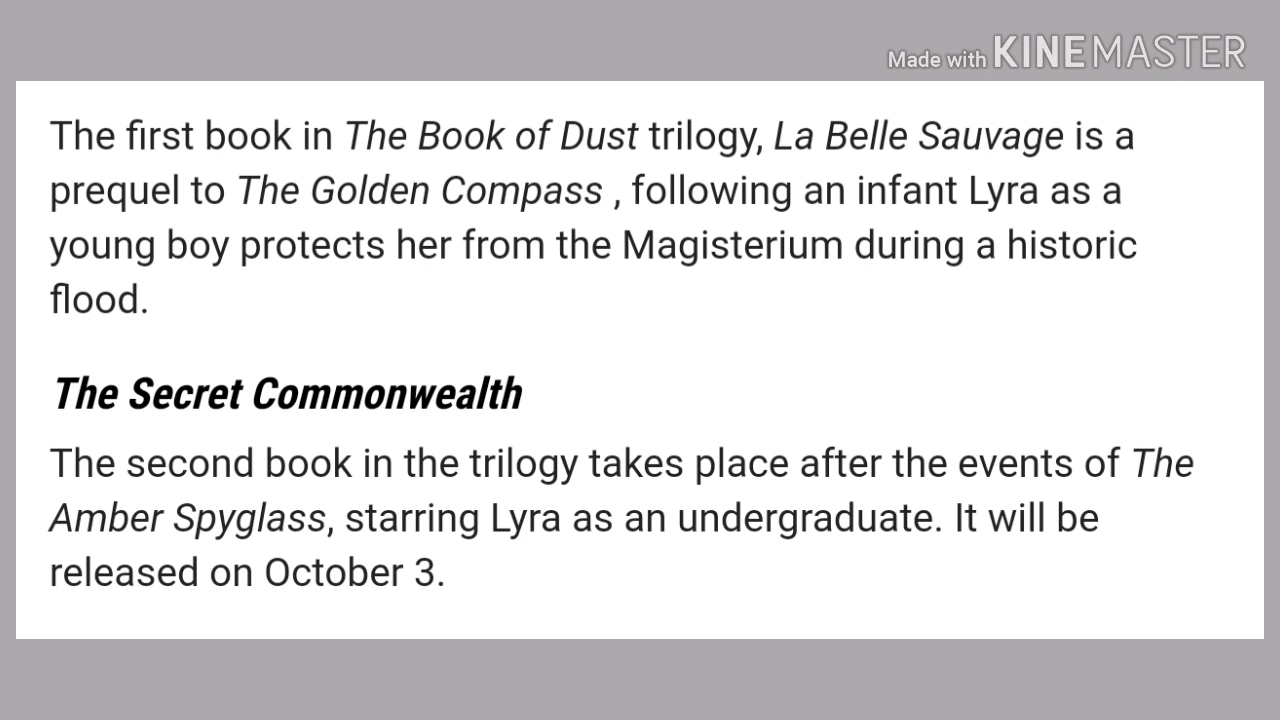 Made with KINEMASTER
The first book in The Book of Dust trilogy, La Belle Sauvage is a
prequel to The Golden Compass , following an infant Lyra as a
young boy protects her from the Magisterium during a historic
flood.
The Secret Commonwealth
The second book in the trilogy takes place after the events of The
Amber Spyglass, starring Lyra as an undergraduate. It will be
released on October 3.